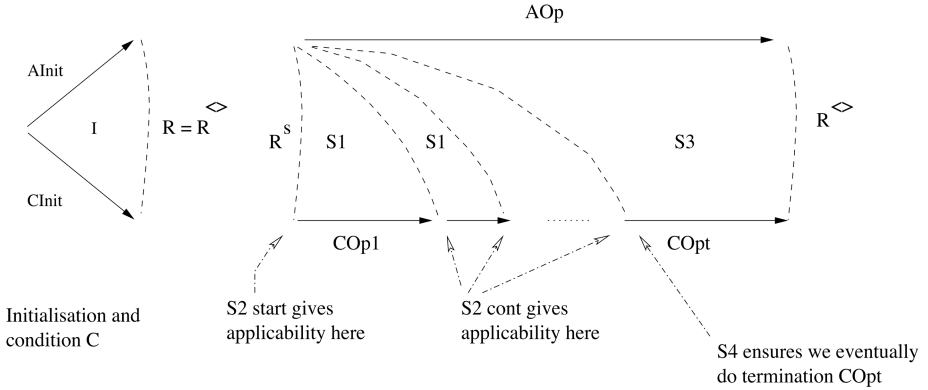 AOp
AInit
I
R = R<>
R<>
R^S
S1
S1
S3
CInit
COp1
.......
COpt
Initialisation and
condition C
S2 start gives
applicability here
S2 cont gives
applicability here
S4 ensures we eventually
do termination COpt